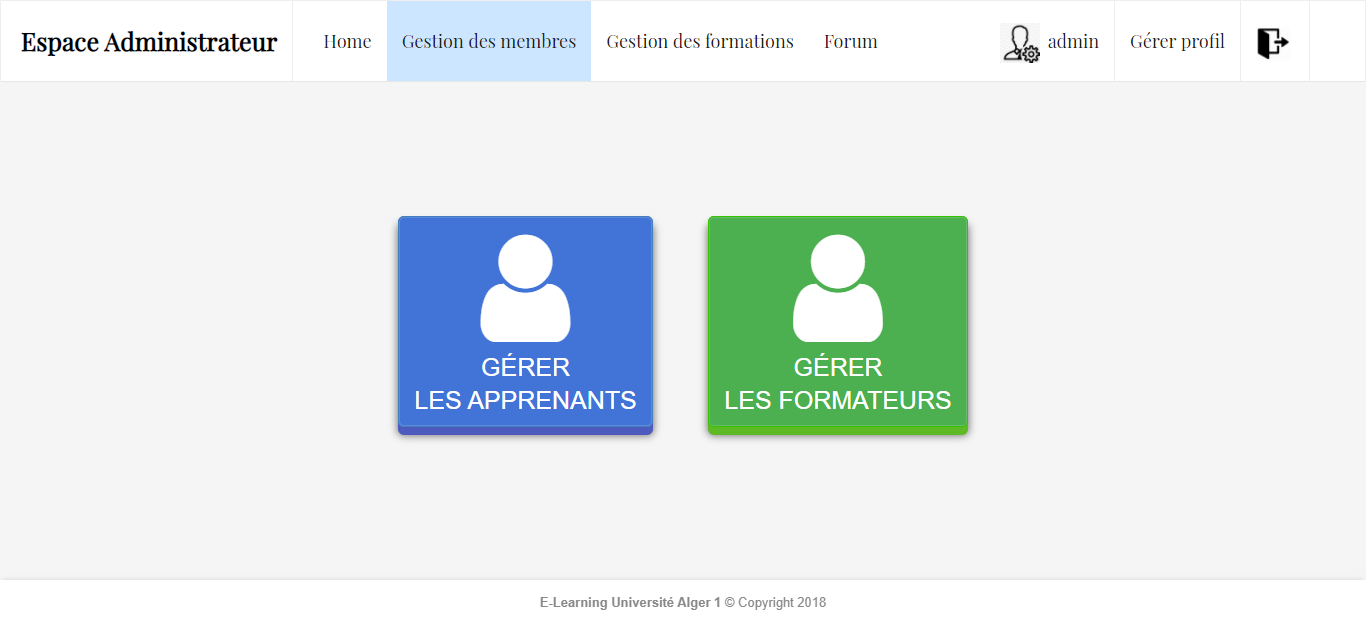 Espace Administrateur Home Gestion des membres Gestion des formations Forum admin Gérer profil
GÉRER
LES APPRENANTS
GÉRER
LES FORMATEURS
E-Learning Université Alger 1 © Copyright 2018